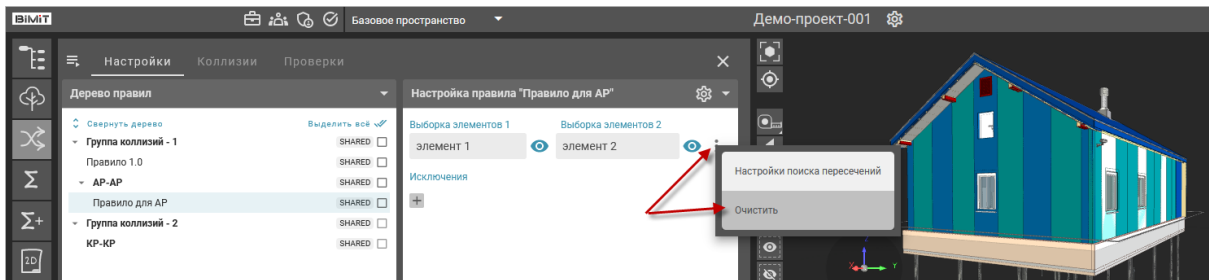 BIMiT
Базовое пространство
Демо-проект-001
Настройки Коллизии Проверки
Дерево правил
Свернуть дерево Выделить всё
Группа коллизий - 1 SHARED
Правило 1.0 SHARED
АР-АР SHARED
Правило для АР SHARED
Группа коллизий - 2 SHARED
КР-КР SHARED
Настройка правила "Правило для АР"
Выборка элементов 1 Выборка элементов 2
элемент 1 элемент 2
Исключения
Настройки поиска пересечений
Очистить
2D
X Y